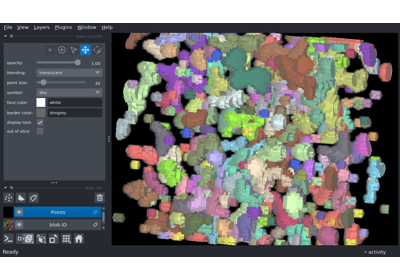 File View Layers Plugins Window Help
opacity: 1.00
blending: translucent
point size: 10
symbol: disc
face color: white
border color: dimgrey
display text: ✓
out of slice:
Points
blob ID
Ready
activity